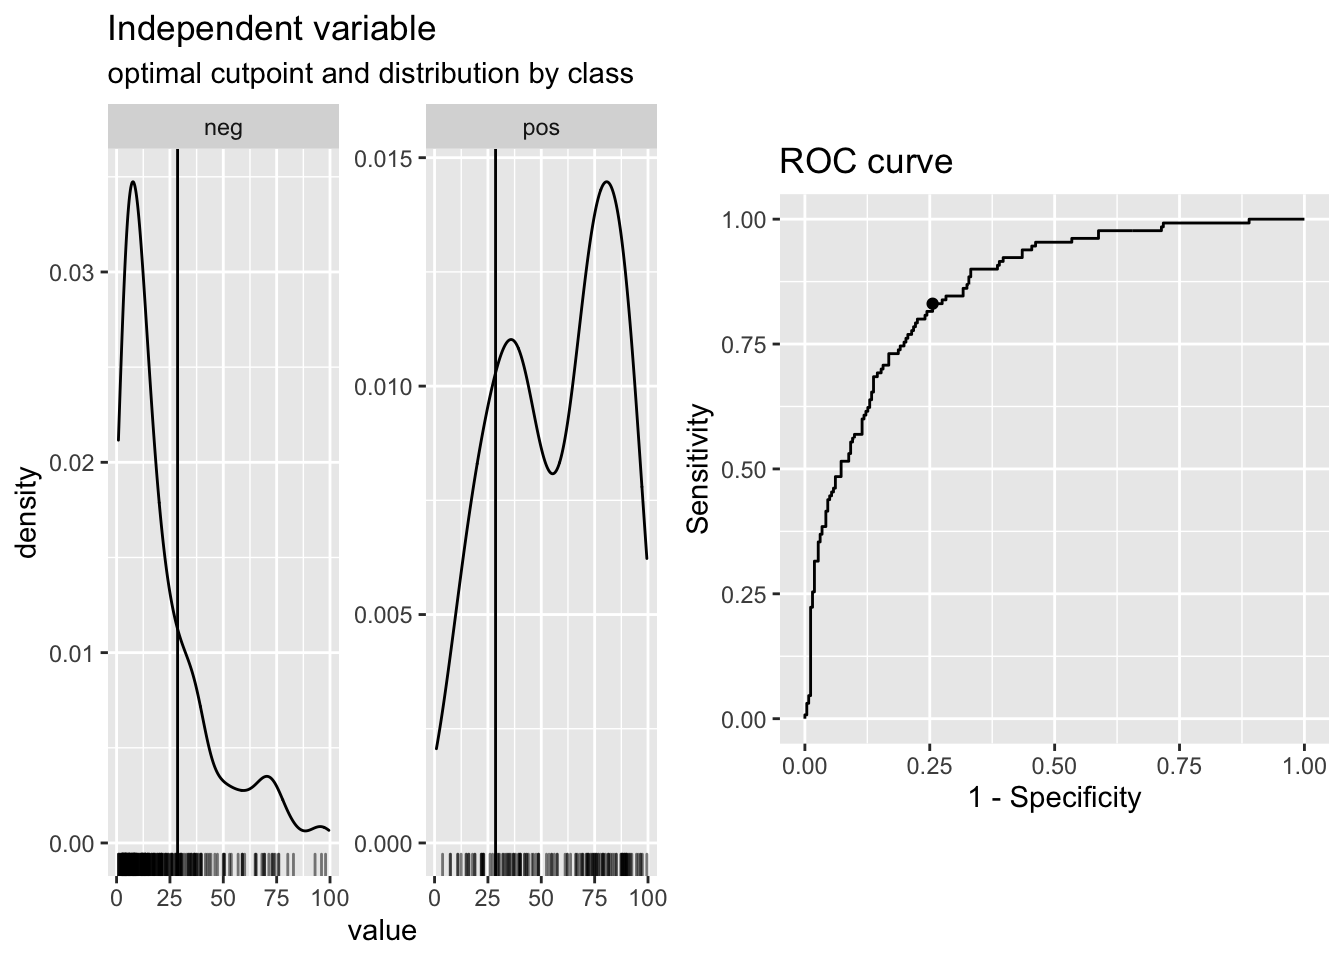 Independent variable
optimal cutpoint and distribution by class
neg
pos
density
0.03
0.02
0.01
0.00
0.015
0.010
0.005
0.000
0 25 50 75 100
0 25 50 75 100
value
ROC curve
Sensitivity
1.00
0.75
0.50
0.25
0.00
0.00 0.25 0.50 0.75 1.00
1 - Specificity